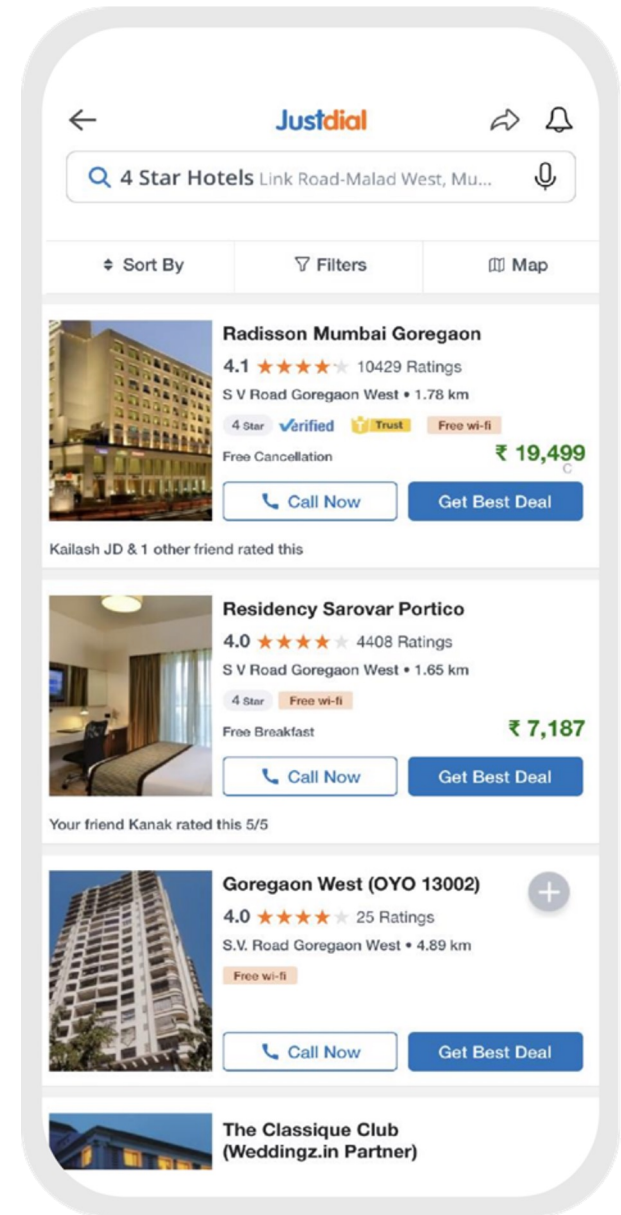 Justdial
4 Star Hotels Link Road-Malad West, Mu...
Sort By
Filters
Map
Radisson Mumbai Goregaon
4.1 10429 Ratings
S V Road Goregaon West • 1.78 km
4 Star Verified Trust Free wi-fi
Free Cancellation ₹ 19,499
C
Call Now Get Best Deal
Kailash JD & 1 other friend rated this
Residency Sarovar Portico
4.0 4408 Ratings
S V Road Goregaon West • 1.65 km
4 Star Free wi-fi
Free Breakfast ₹ 7,187
Call Now Get Best Deal
Your friend Kanak rated this 5/5
Goregaon West (OYO 13002)
4.0 25 Ratings
S.V. Road Goregaon West • 4.89 km
Free wi-fi
Call Now Get Best Deal
The Classique Club
(Weddingz.in Partner)